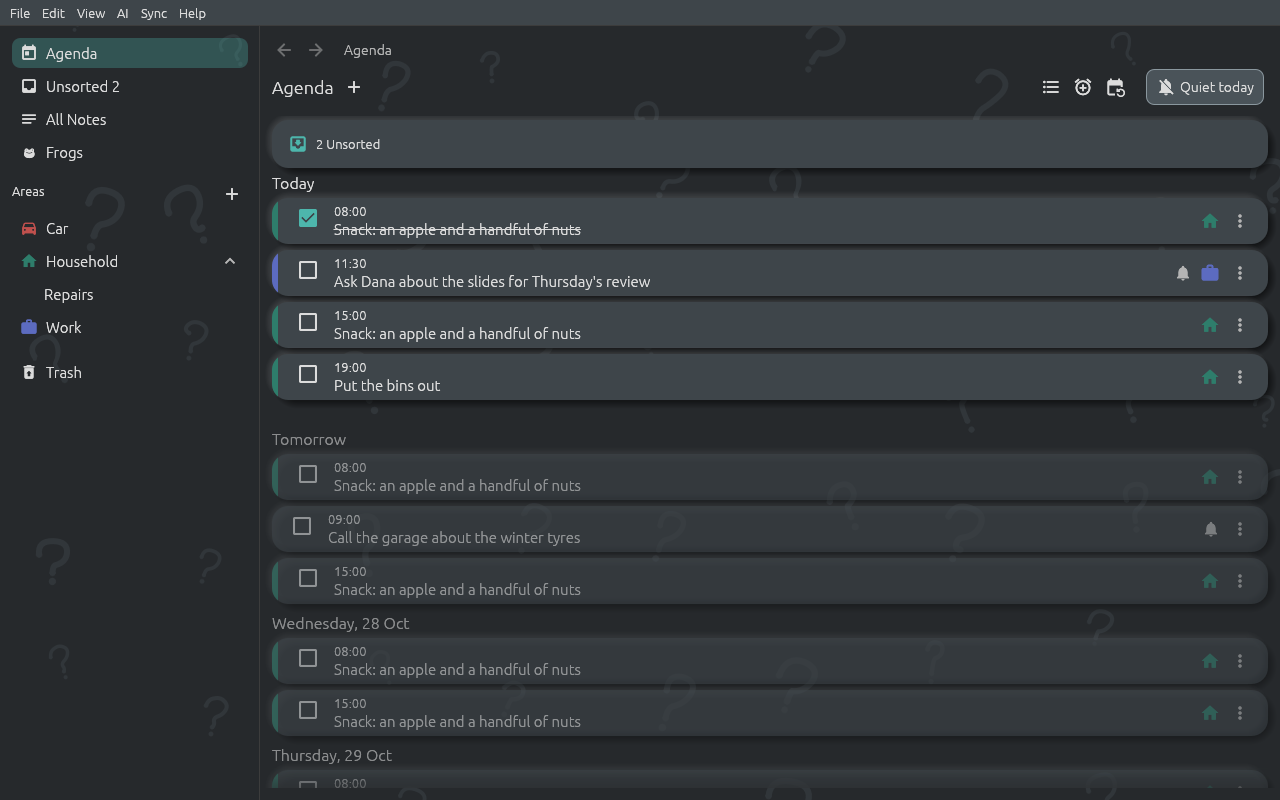 File Edit View AI Sync Help
Agenda
Unsorted 2
All Notes
Frogs
Areas
Car
Household
Repairs
Work
Trash
Agenda
Agenda
Quiet today
2 Unsorted
Today
08:00
Snack: an apple and a handful of nuts
11:30
Ask Dana about the slides for Thursday's review
15:00
Snack: an apple and a handful of nuts
19:00
Put the bins out
Tomorrow
08:00
Snack: an apple and a handful of nuts
09:00
Call the garage about the winter tyres
15:00
Snack: an apple and a handful of nuts
Wednesday, 28 Oct
08:00
Snack: an apple and a handful of nuts
15:00
Snack: an apple and a handful of nuts
Thursday, 29 Oct
08:00